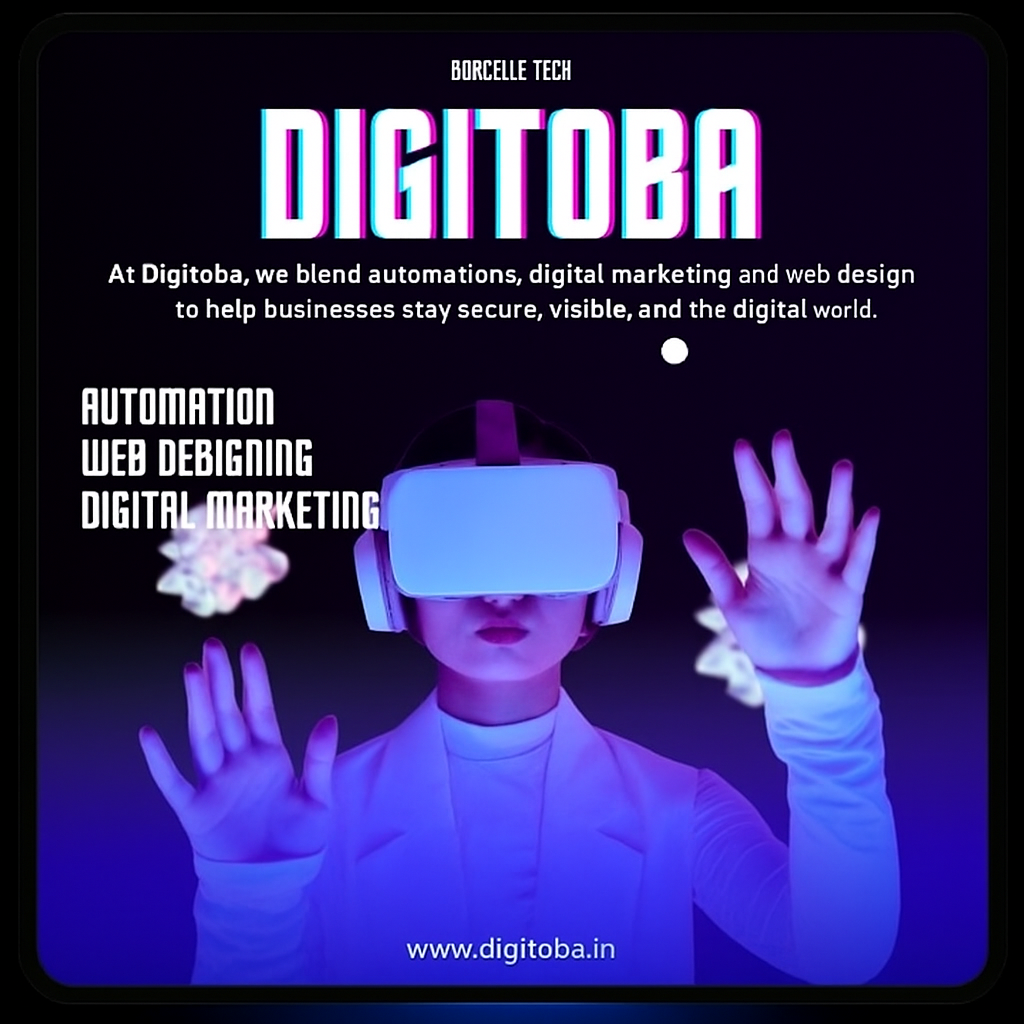 BORCELLE TECH
DIGITOBA
At Digitoba, we blend automations, digital marketing and web design
to help businesses stay secure, visible, and the digital world.
AUTOMATION
WEB DEBIGNING
DIGITAL MARKETING
www.digitoba.in